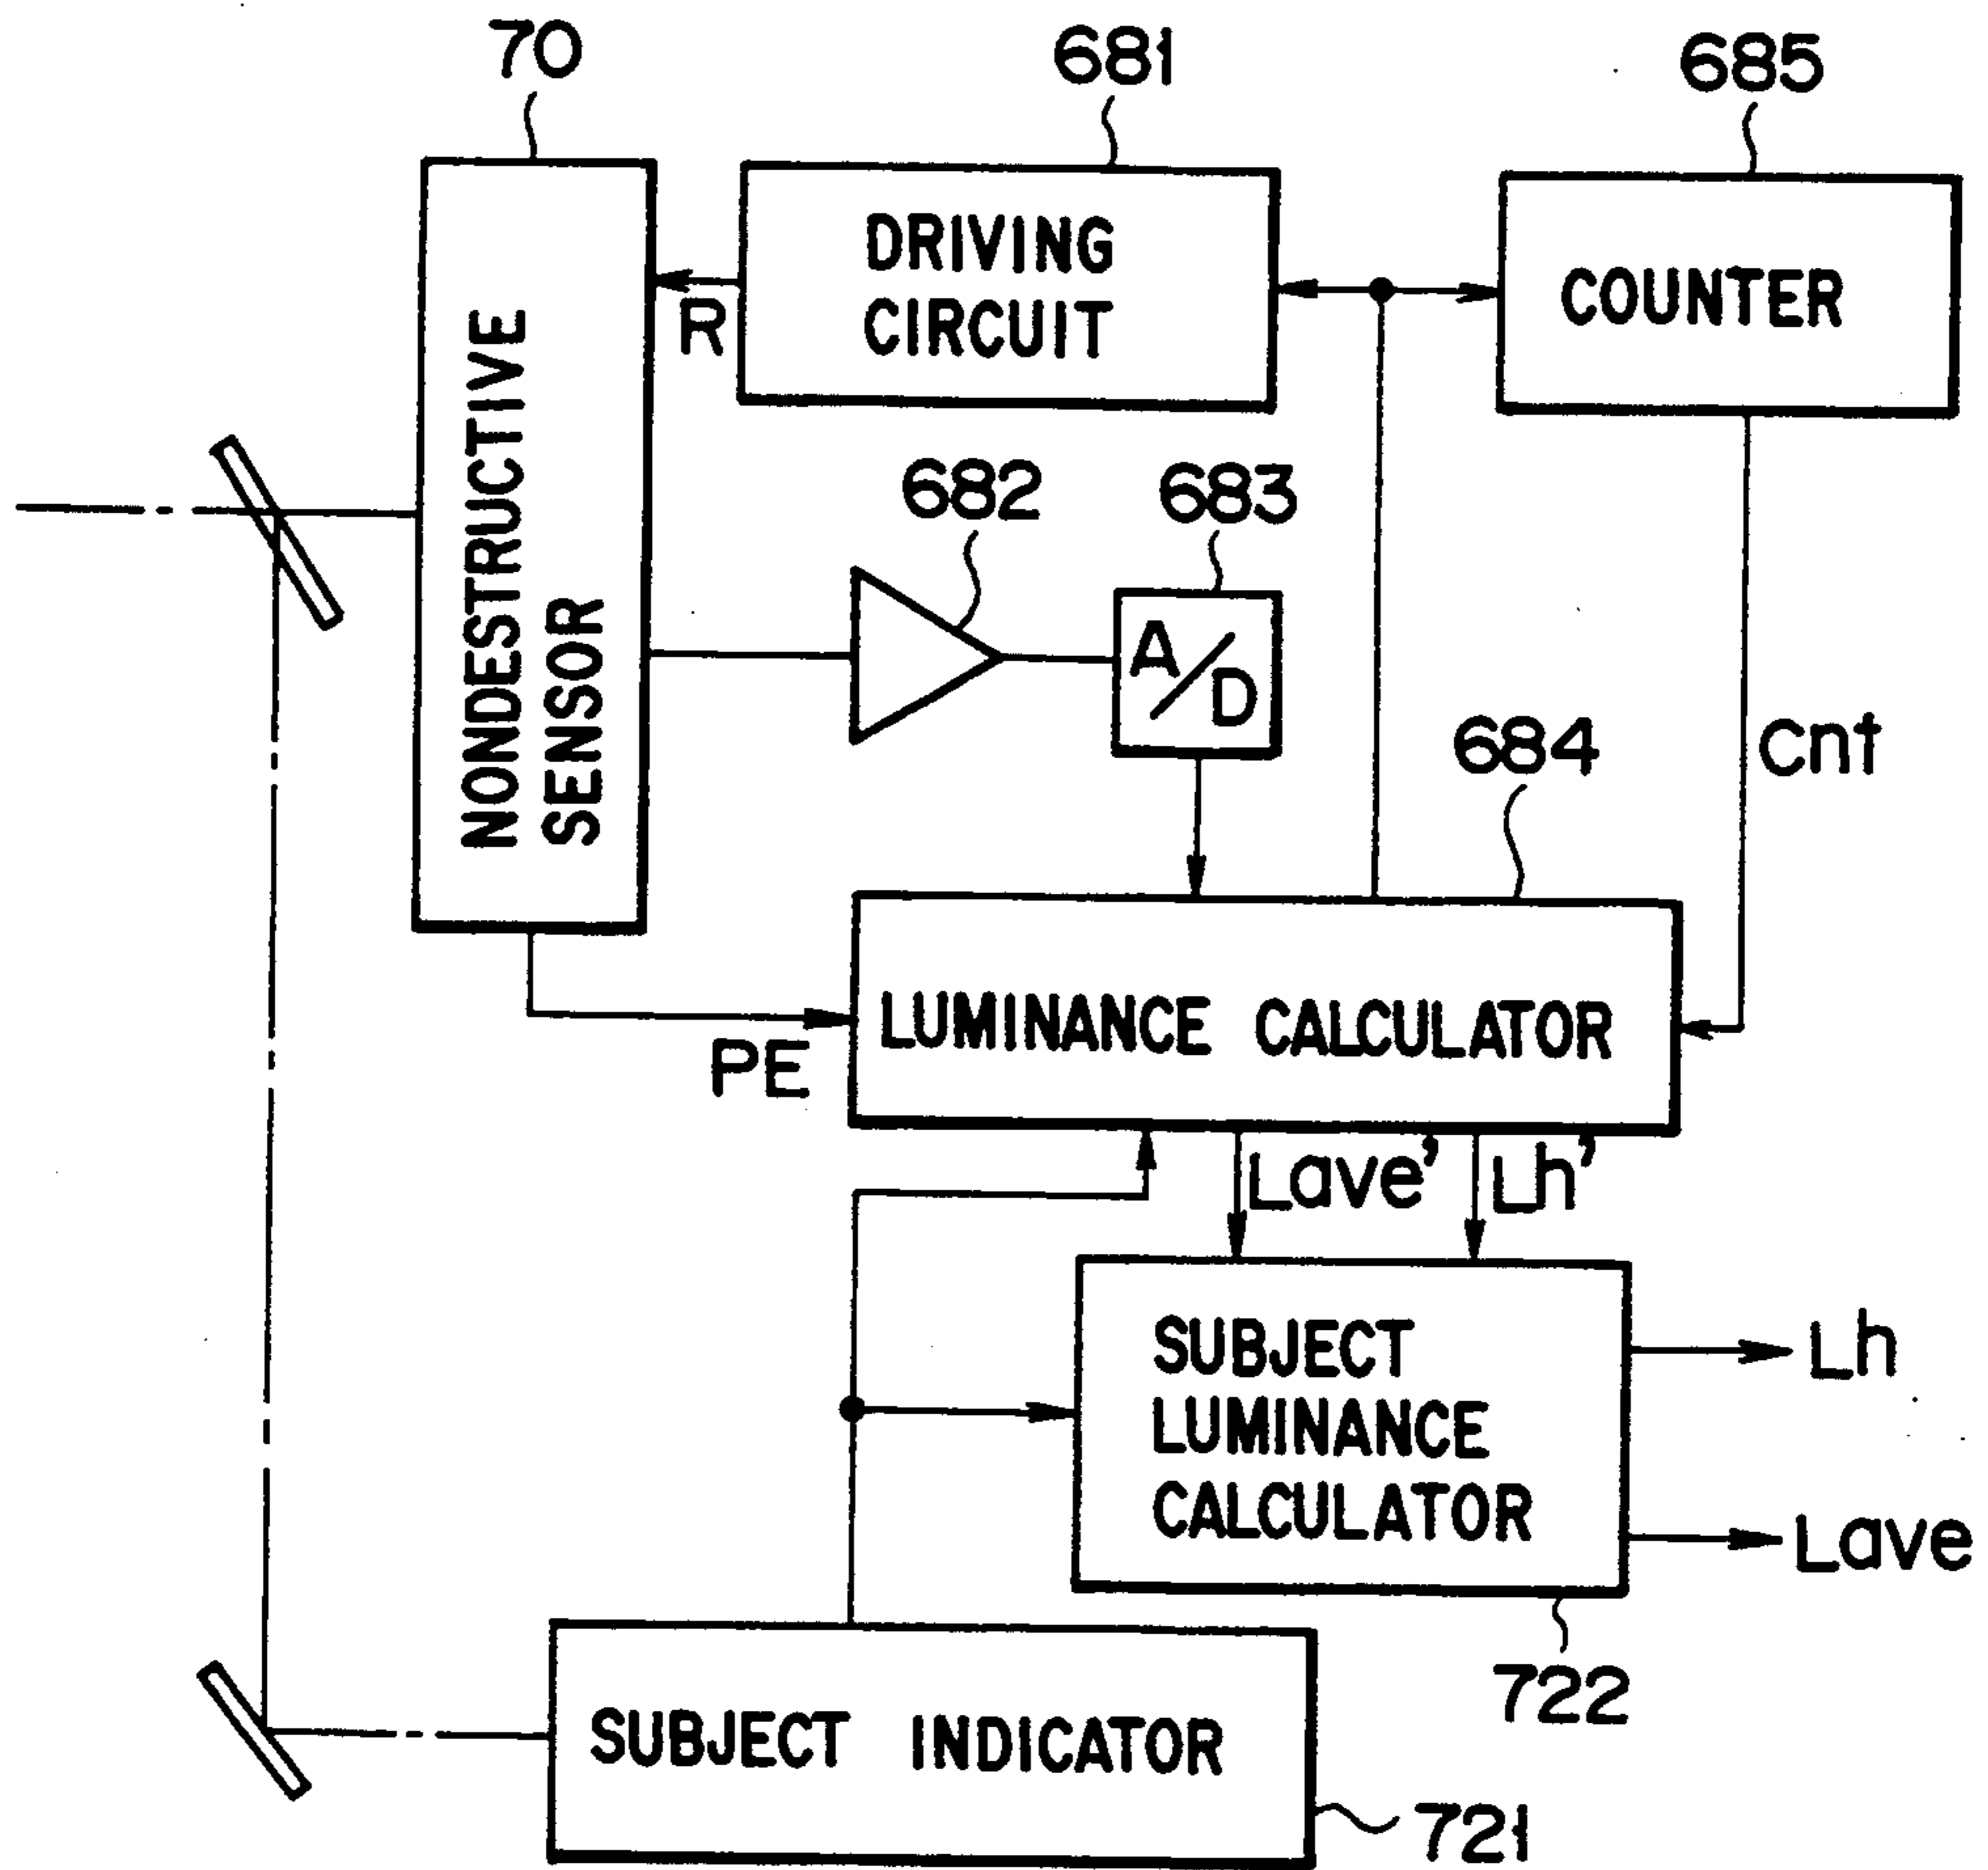 70
681
685
DRIVING
CIRCUIT
COUNTER
R
NONDESTRUCTIVE
SENSOR
682
683
A/D
684
Cnt
LUMINANCE CALCULATOR
PE
Lave'
Lh'
SUBJECT
LUMINANCE
CALCULATOR
Lh
Lave
722
SUBJECT INDICATOR
721